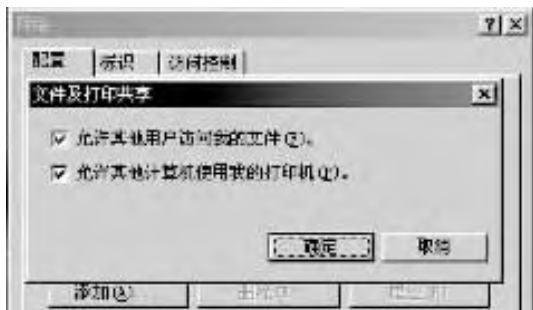 配置 标识 访问控制
文件及打印共享
允许其他用户访问我的文件(F)。
允许其他计算机使用我的打印机(P)。
确定 取消
添加(A)